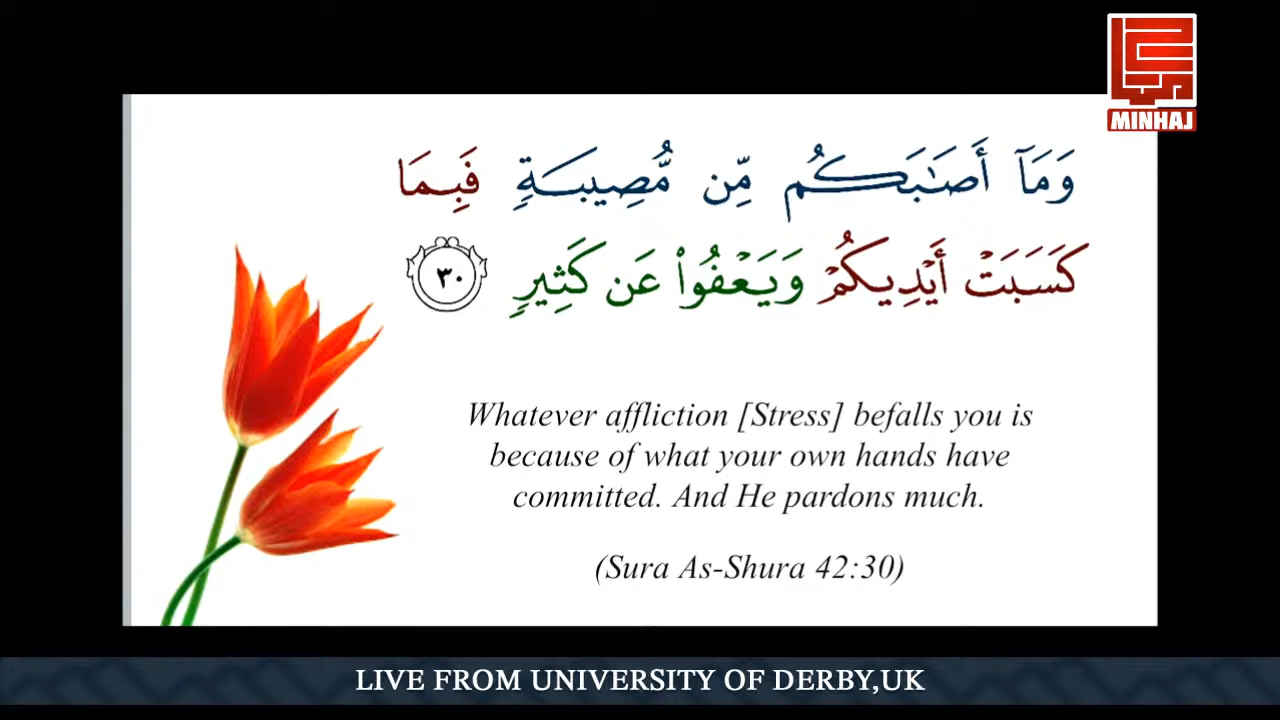 MINHAJ
وَمَآ أَصَٰبَكُم مِّن مُّصِيبَةٍ فَبِمَا
كَسَبَتْ أَيْدِيكُمْ وَيَعْفُوا۟ عَن كَثِيرٍ ٣٠
Whatever affliction [Stress] befalls you is
because of what your own hands have
committed. And He pardons much.
(Sura As-Shura 42:30)
LIVE FROM UNIVERSITY OF DERBY,UK